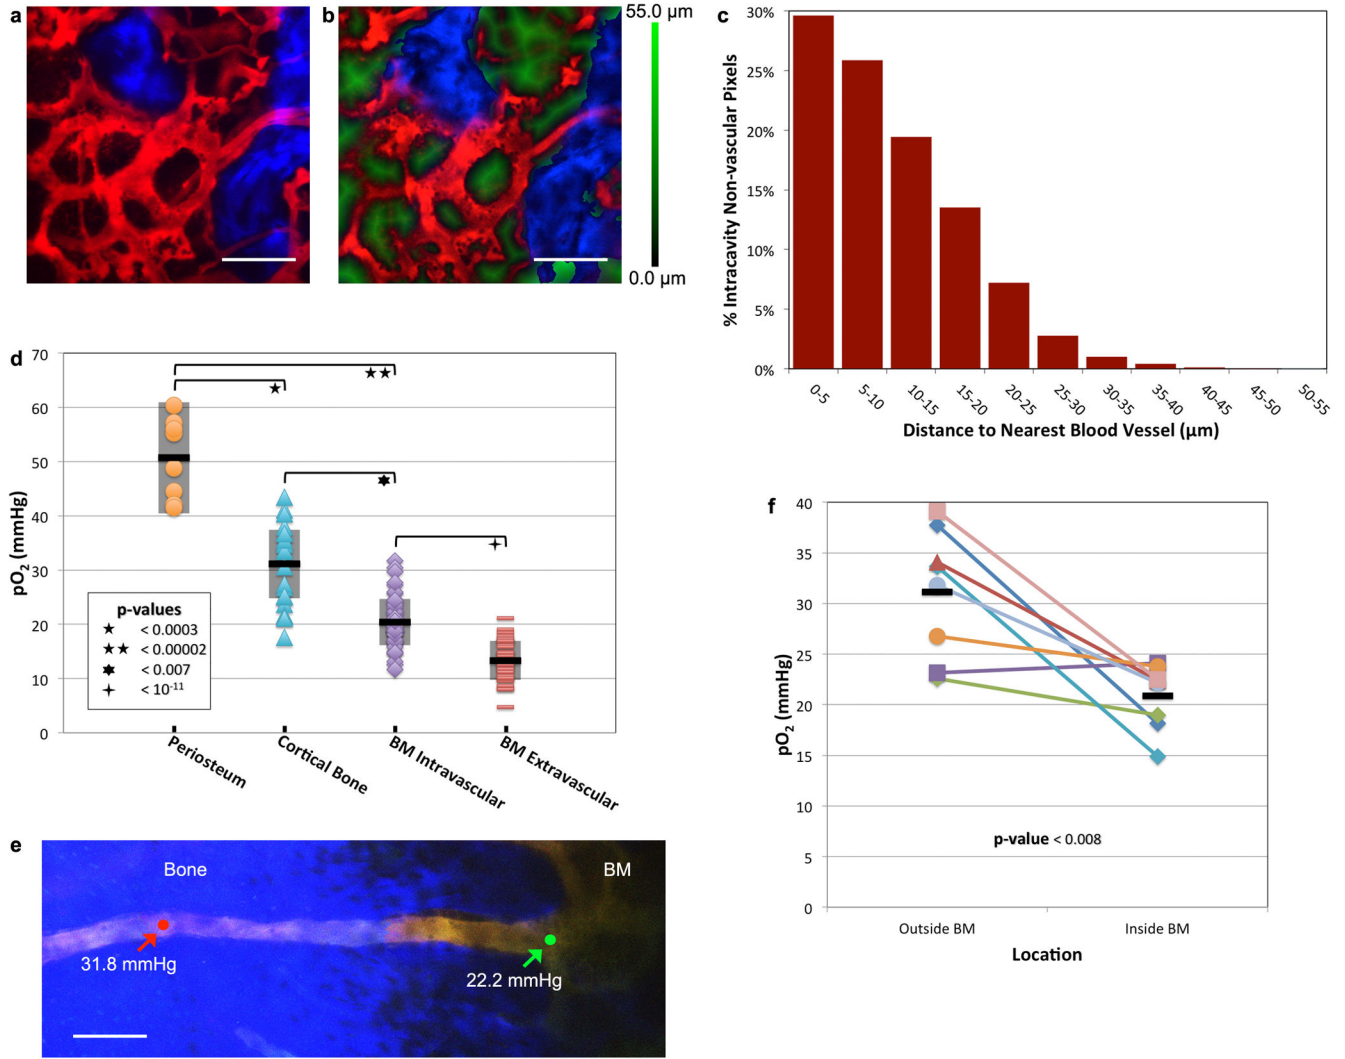 a
b
55.0 µm
0.0 µm
c
30%
25%
20%
15%
10%
5%
0%
% Intracavity Non-vascular Pixels
0-5
5-10
10-15
15-20
20-25
25-30
30-35
35-40
40-45
45-50
50-55
Distance to Nearest Blood Vessel (µm)
d
70
60
50
40
30
20
10
0
pO2 (mmHg)
★
★★
✶
✦
p-values
★ < 0.0003
★★ < 0.00002
✶ < 0.007
✦ < 10-11
Periosteum
Cortical Bone
BM Intravascular
BM Extravascular
e
Bone
BM
31.8 mmHg
22.2 mmHg
f
40
35
30
25
20
15
10
5
0
pO2 (mmHg)
p-value < 0.008
Outside BM
Inside BM
Location